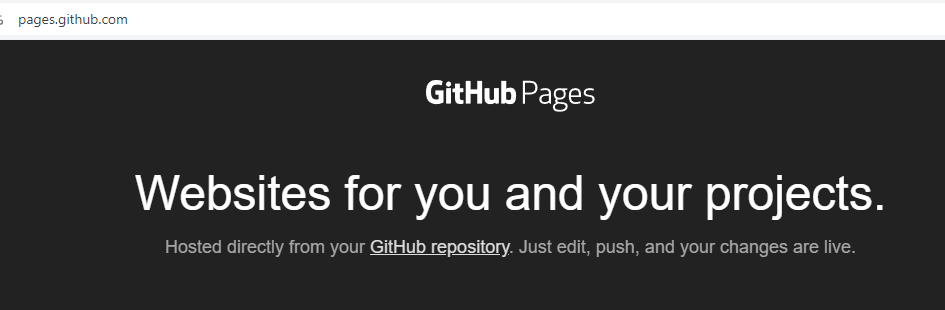 pages.github.com
GitHub Pages
Websites for you and your projects.
Hosted directly from your GitHub repository. Just edit, push, and your changes are live.